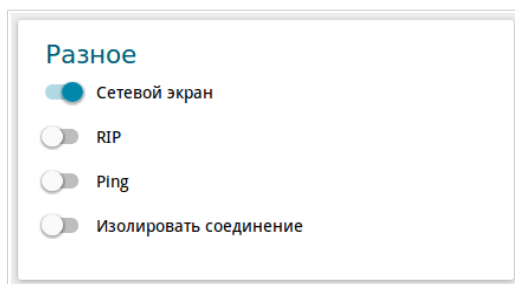 Разное
Сетевой экран
RIP
Ping
Изолировать соединение